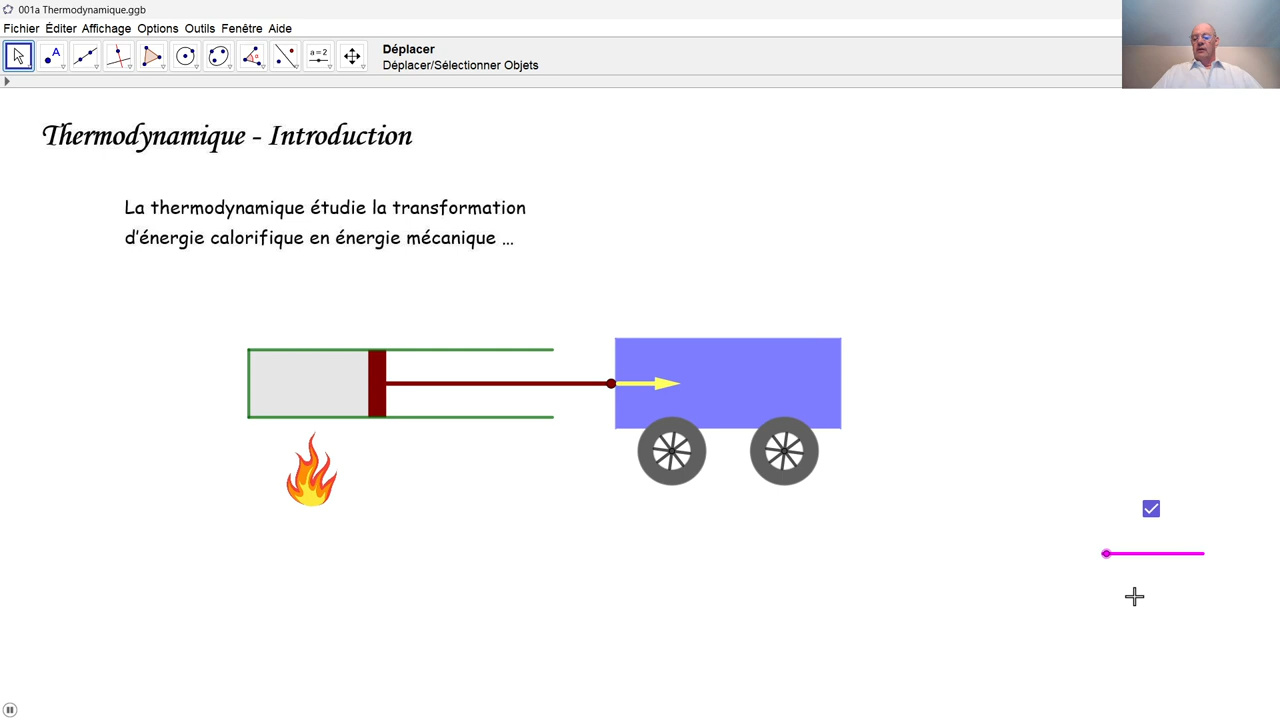 001a Thermodynamique.ggb
Fichier Éditer Affichage Options Outils Fenêtre Aide
A
a=2
Déplacer
Déplacer/Sélectionner Objets
Thermodynamique - Introduction
La thermodynamique étudie la transformation
d'énergie calorifique en énergie mécanique ...